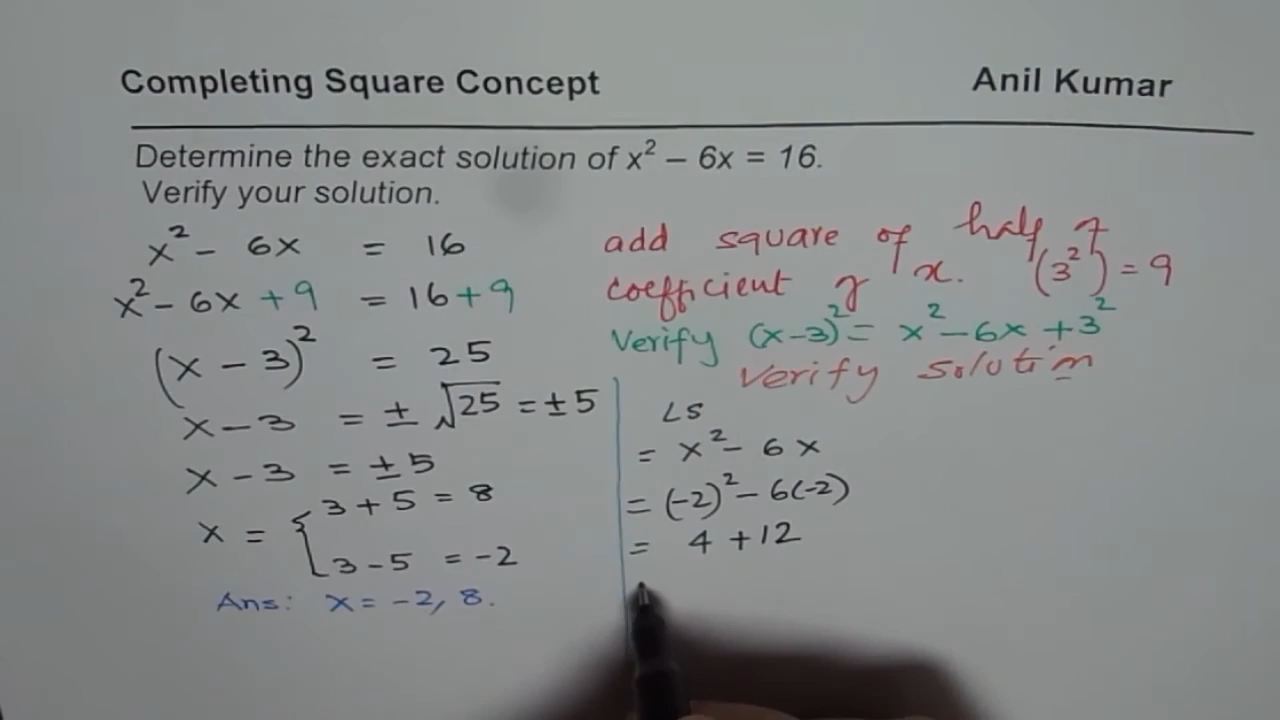 Completing Square Concept
Anil Kumar
Determine the exact solution of x² – 6x = 16.
Verify your solution.
x² – 6x = 16
x² – 6x + 9 = 16 + 9
(x – 3)² = 25
x – 3 = ± √25 = ± 5
x – 3 = ± 5
x = { 3 + 5 = 8
3 – 5 = –2
Ans: x = –2, 8.
add square of half of
coefficient of x. (3²) = 9
Verify (x–3)² = x² – 6x + 3²
Verify solution
LS
= x² – 6x
= (–2)² – 6(–2)
= 4 + 12